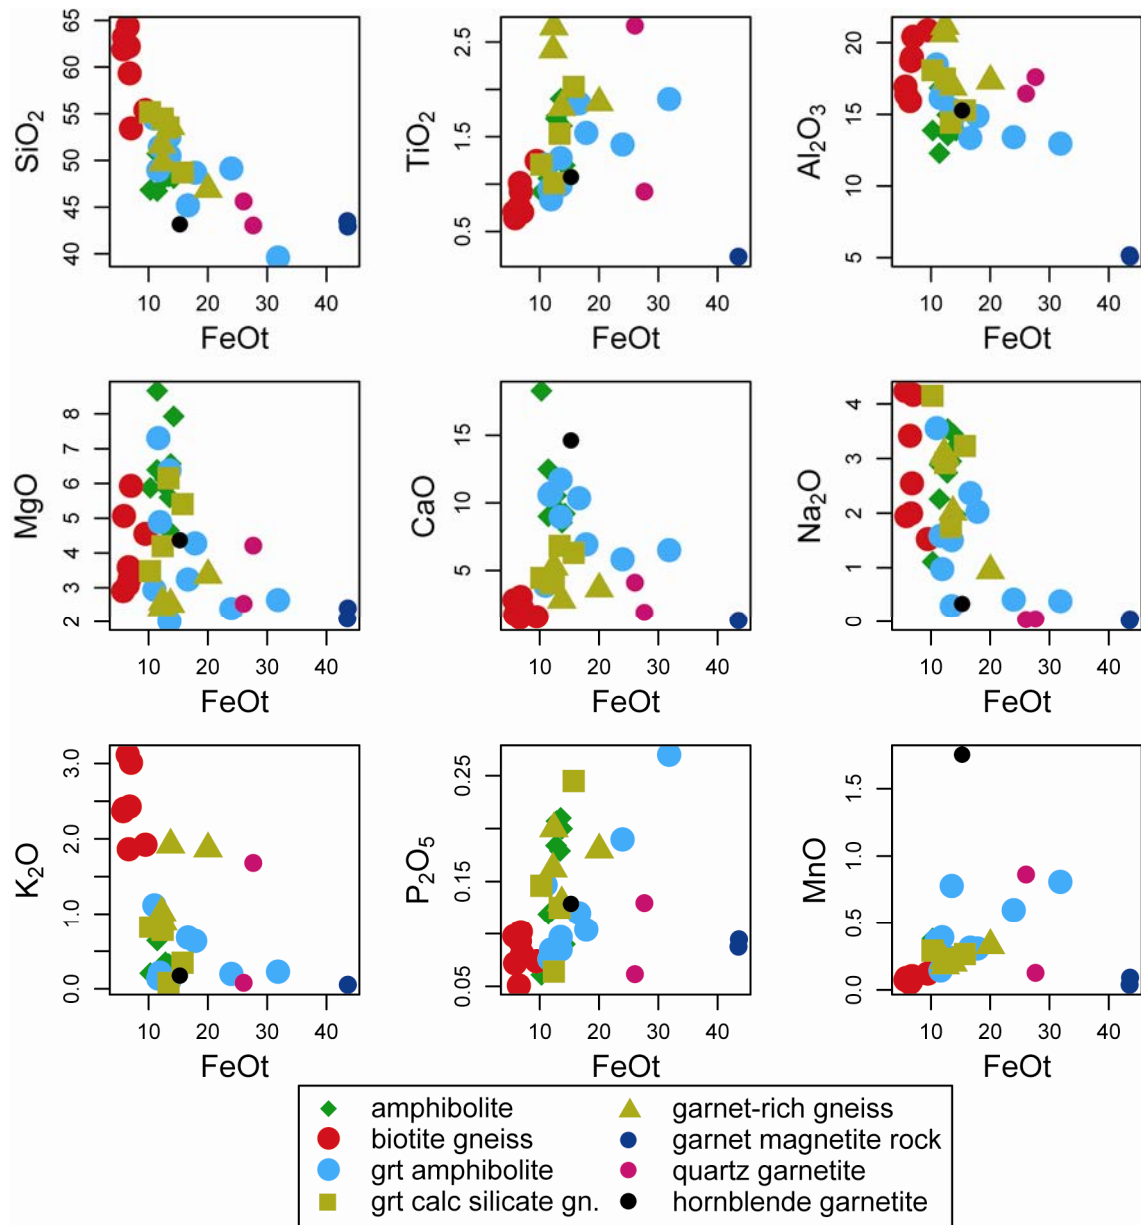 65
60
55
50
45
40
SiO2
10 20 30 40
FeOt
2.5
1.5
0.5
TiO2
10 20 30 40
FeOt
20
15
10
5
Al2O3
10 20 30 40
FeOt
8
7
6
5
4
3
2
MgO
10 20 30 40
FeOt
15
10
5
CaO
10 20 30 40
FeOt
4
3
2
1
0
Na2O
10 20 30 40
FeOt
3.0
2.0
1.0
0.0
K2O
10 20 30 40
FeOt
0.25
0.15
0.05
P2O5
10 20 30 40
FeOt
1.5
1.0
0.5
0.0
MnO
10 20 30 40
FeOt
amphibolite
biotite gneiss
grt amphibolite
grt calc silicate gn.
garnet-rich gneiss
garnet magnetite rock
quartz garnetite
hornblende garnetite